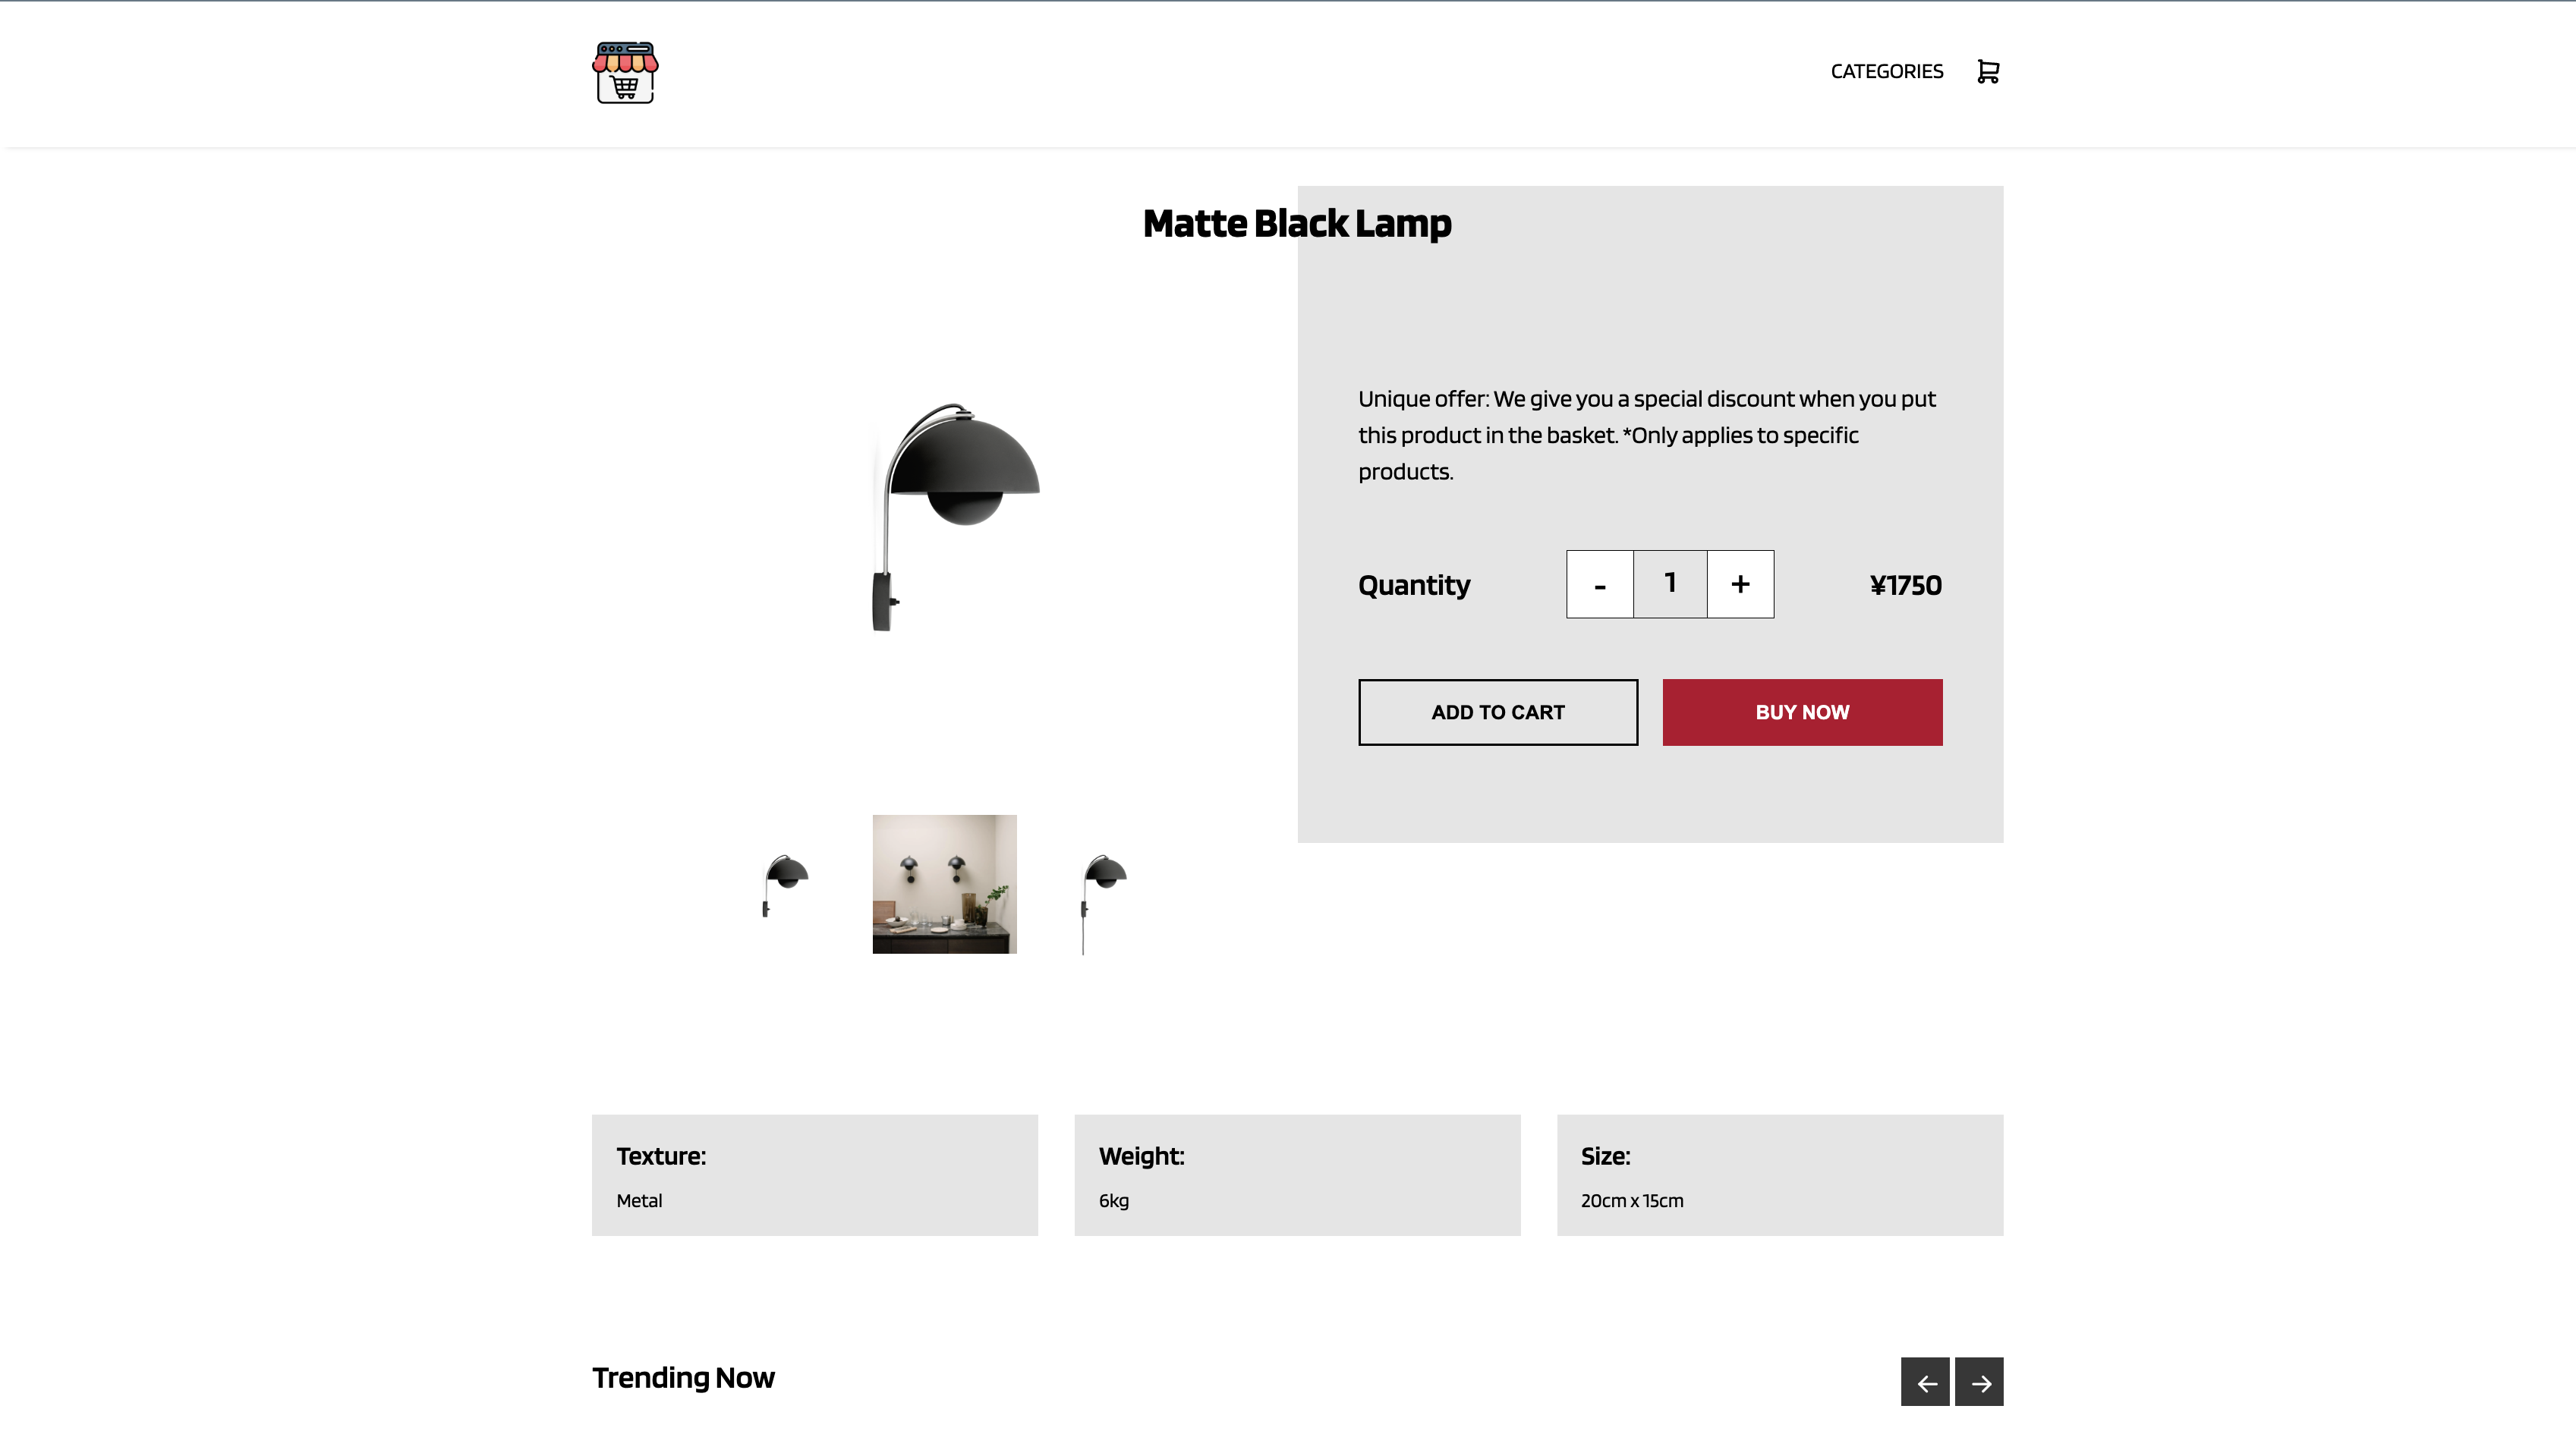 CATEGORIES
Matte Black Lamp
Unique offer: We give you a special discount when you put
this product in the basket. *Only applies to specific
products.
Quantity
-
1
+
¥1750
ADD TO CART
BUY NOW
Texture:
Metal
Weight:
6kg
Size:
20cm x 15cm
Trending Now